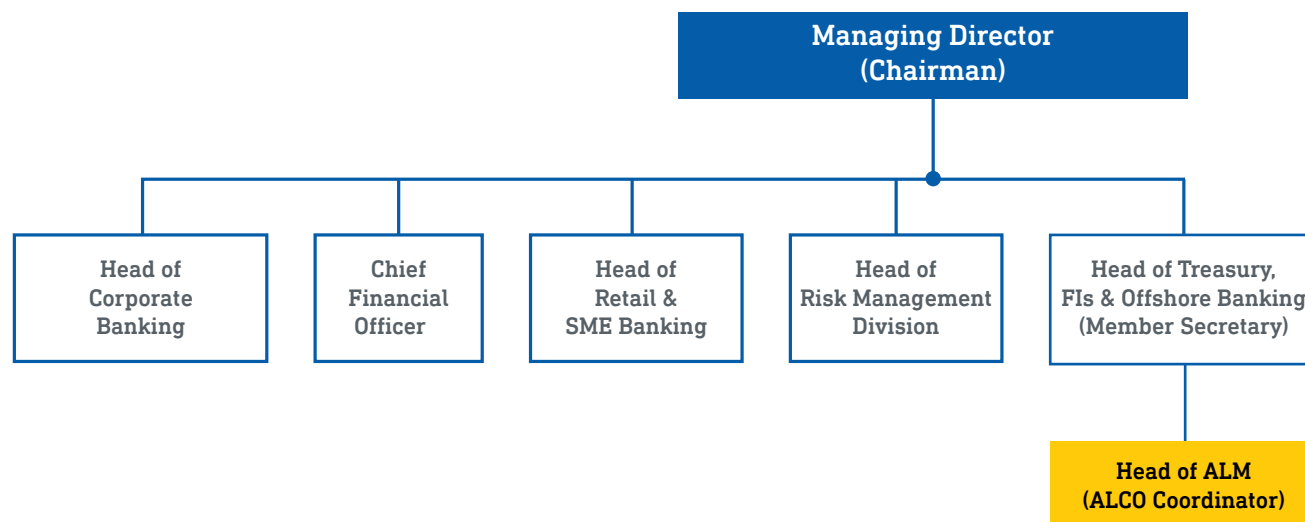 Managing Director
(Chairman)
Head of
Corporate
Banking
Chief
Financial
Officer
Head of
Retail &
SME Banking
Head of
Risk Management
Division
Head of Treasury,
FIs & Offshore Banking
(Member Secretary)
Head of ALM
(ALCO Coordinator)